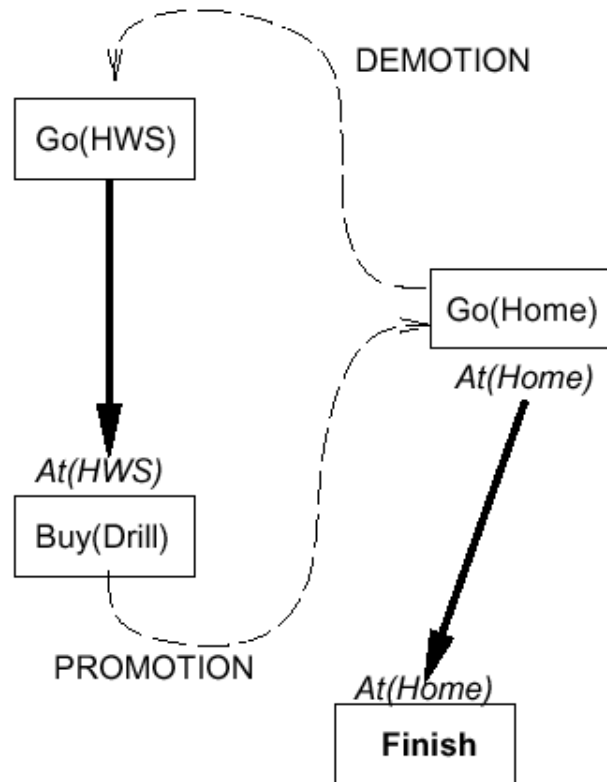 DEMOTION
Go(HWS)
Go(Home)
At(Home)
At(HWS)
Buy(Drill)
PROMOTION
At(Home)
Finish